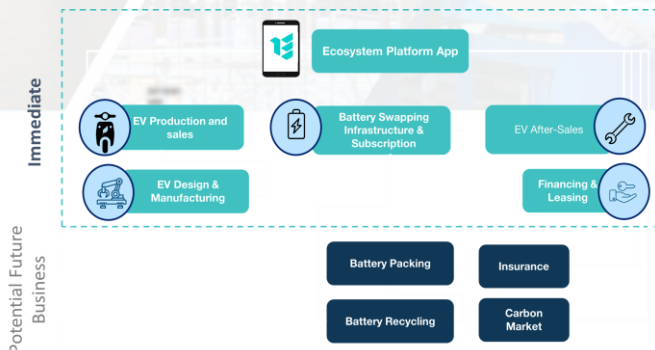 Immediate
Ecosystem Platform App
EV Production and
sales
Battery Swapping
Infrastructure &
Subscription
EV After-Sales
EV Design &
Manufacturing
Financing &
Leasing
Potential Future
Business
Battery Packing
Insurance
Battery Recycling
Carbon
Market